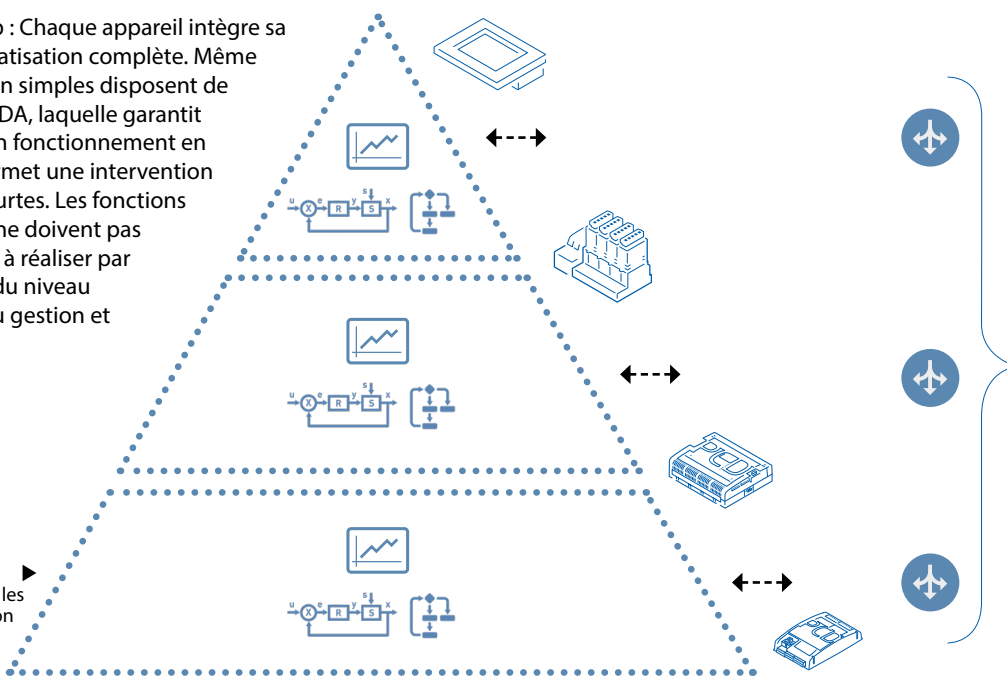 : Chaque appareil intègre sa
atisation complète. Même
n simples disposent de
DA, laquelle garantit
n fonctionnement en
rmet une intervention
urtes. Les fonctions
ne doivent pas
à réaliser par
du niveau
u gestion et
u e y s x
X R S
u e y s x
X R S
les
on
u e y s x
X R S